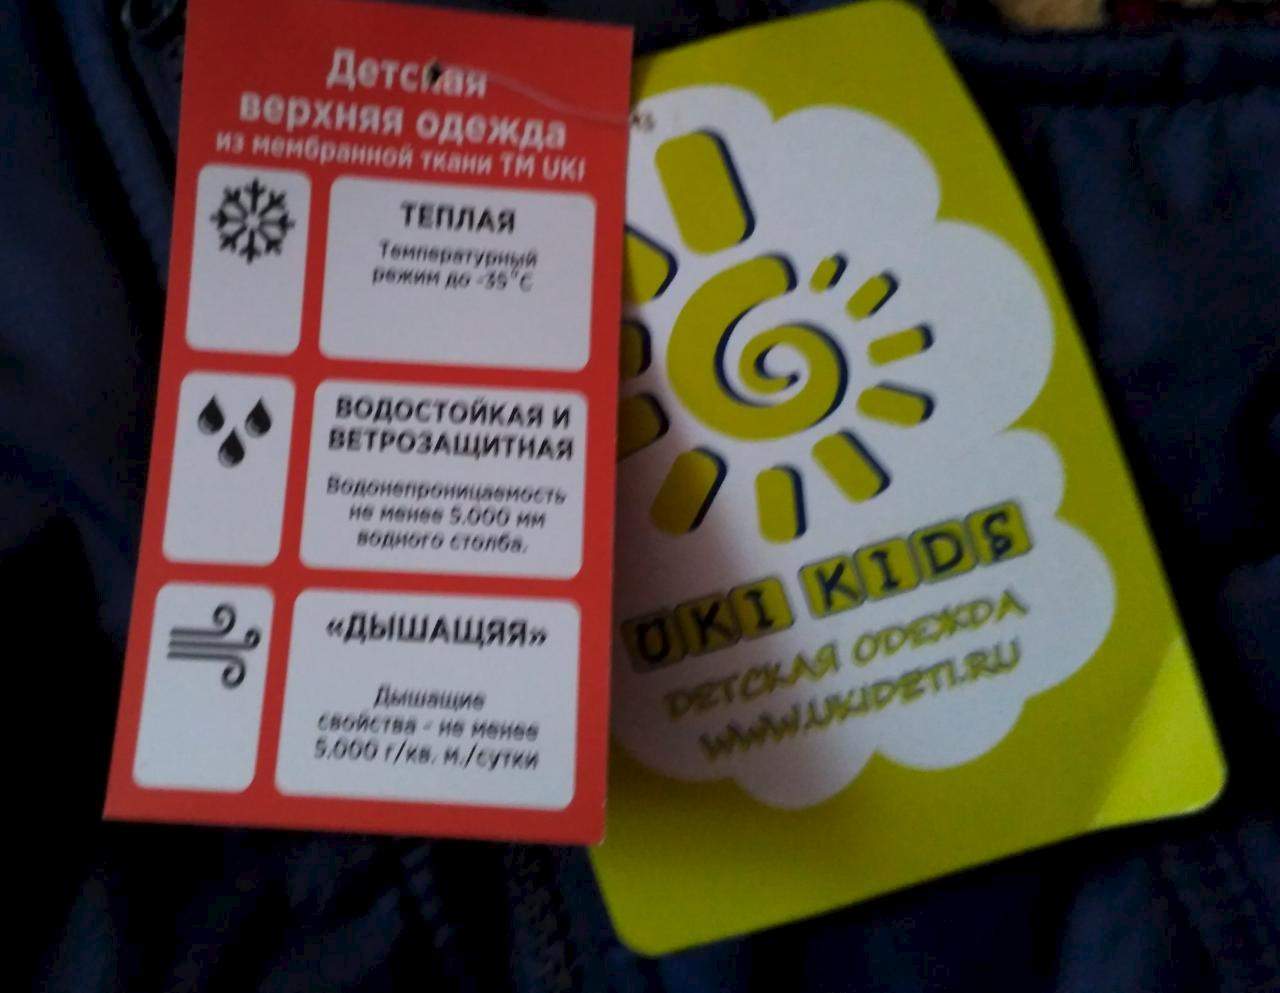 Детская
верхняя одежда
из мембранной ткани ТМ UKI
ТЕПЛАЯ
Температурный
режим до -35°C
ВОДОСТОЙКАЯ И
ВЕТРОЗАЩИТНАЯ
Водонепроницаемость
не менее 5.000 мм
водного столба.
«ДЫШАЩЯЯ»
Дышащие
свойства - не менее
5.000 г/кв. м./сутки
UKI KIDS
ДЕТСКАЯ ОДЕЖДА
WWW.UKIDETI.RU